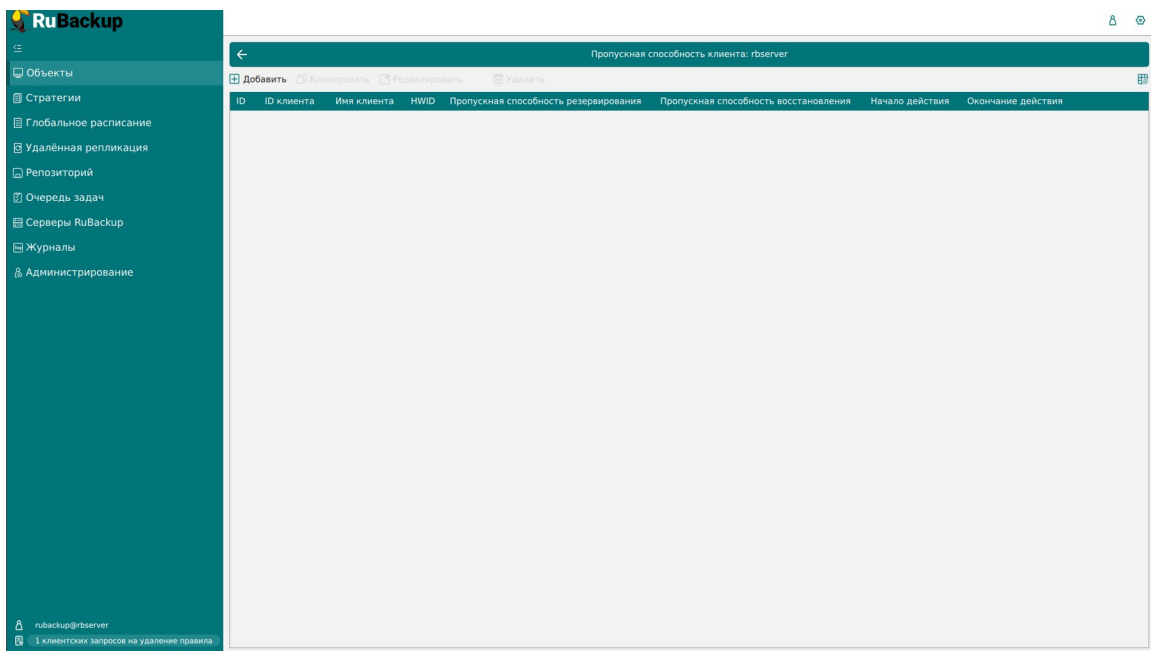 RuBackup
Объекты
Стратегии
Глобальное расписание
Удалённая репликация
Репозиторий
Очередь задач
Серверы RuBackup
Журналы
Администрирование
rubackup@rbserver
1 клиентских запросов на удаление правила
Пропускная способность клиента: rbserver
Добавить Клонировать Редактировать Удалить
ID ID клиента Имя клиента HWID Пропускная способность резервирования Пропускная способность восстановления Начало действия Окончание действия